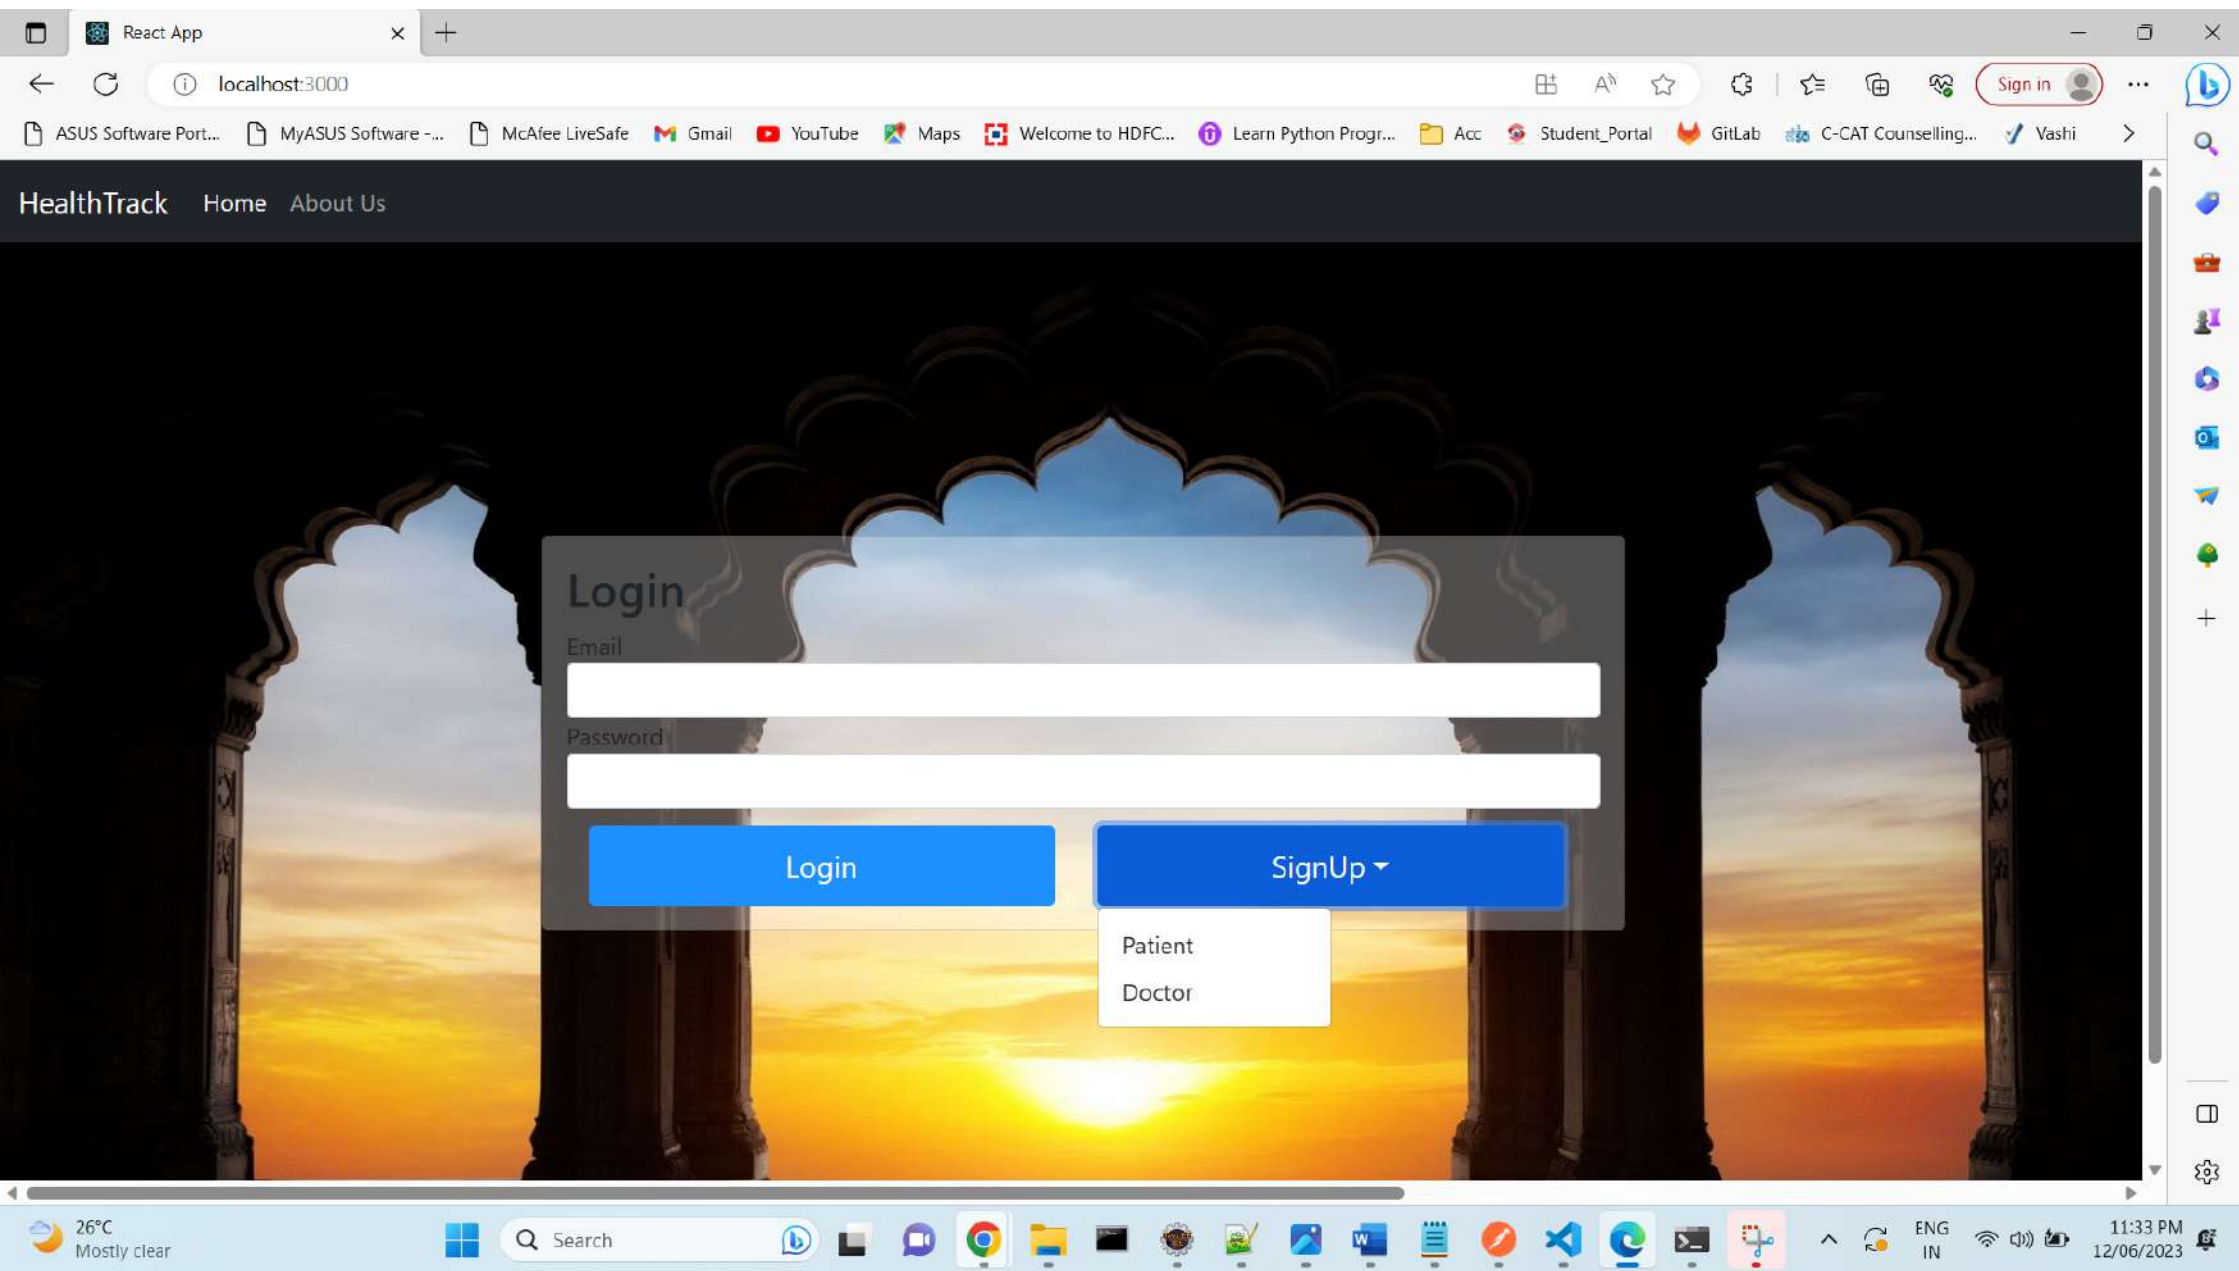 React App
localhost:3000
Sign in
ASUS Software Port... MyASUS Software -... McAfee LiveSafe Gmail YouTube Maps Welcome to HDFC... Learn Python Progr... Acc Student_Portal GitLab C-CAT Counselling... Vashi
HealthTrack Home About Us
Login
Email
Password
Login SignUp
Patient
Doctor
26°C
Mostly clear
Search
ENG
IN
11:33 PM
12/06/2023